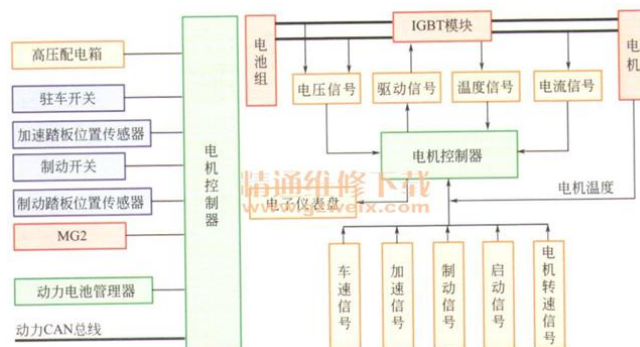 高压配电箱
驻车开关
加速踏板位置传感器
制动开关
制动踏板位置传感器
MG2
动力电池管理器
动力CAN总线
电机控制器
电池组
IGBT模块
电机
电压信号
驱动信号
温度信号
电流信号
电机控制器
精通维修下载
www.gzweix.com
电子仪表盘
电机温度
车速信号
加速信号
制动信号
启动信号
电机转速信号